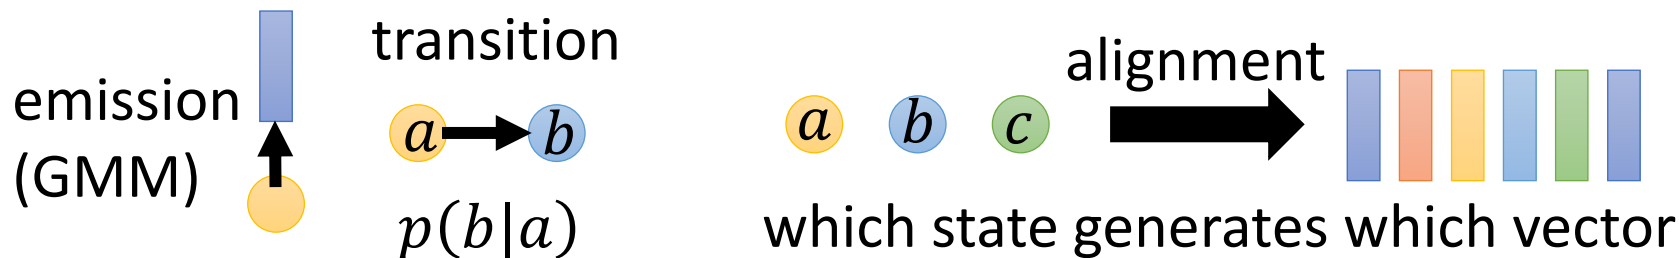 emission
(GMM)
transition
a
b
p(b|a)
a
b
c
alignment
which state generates which vector